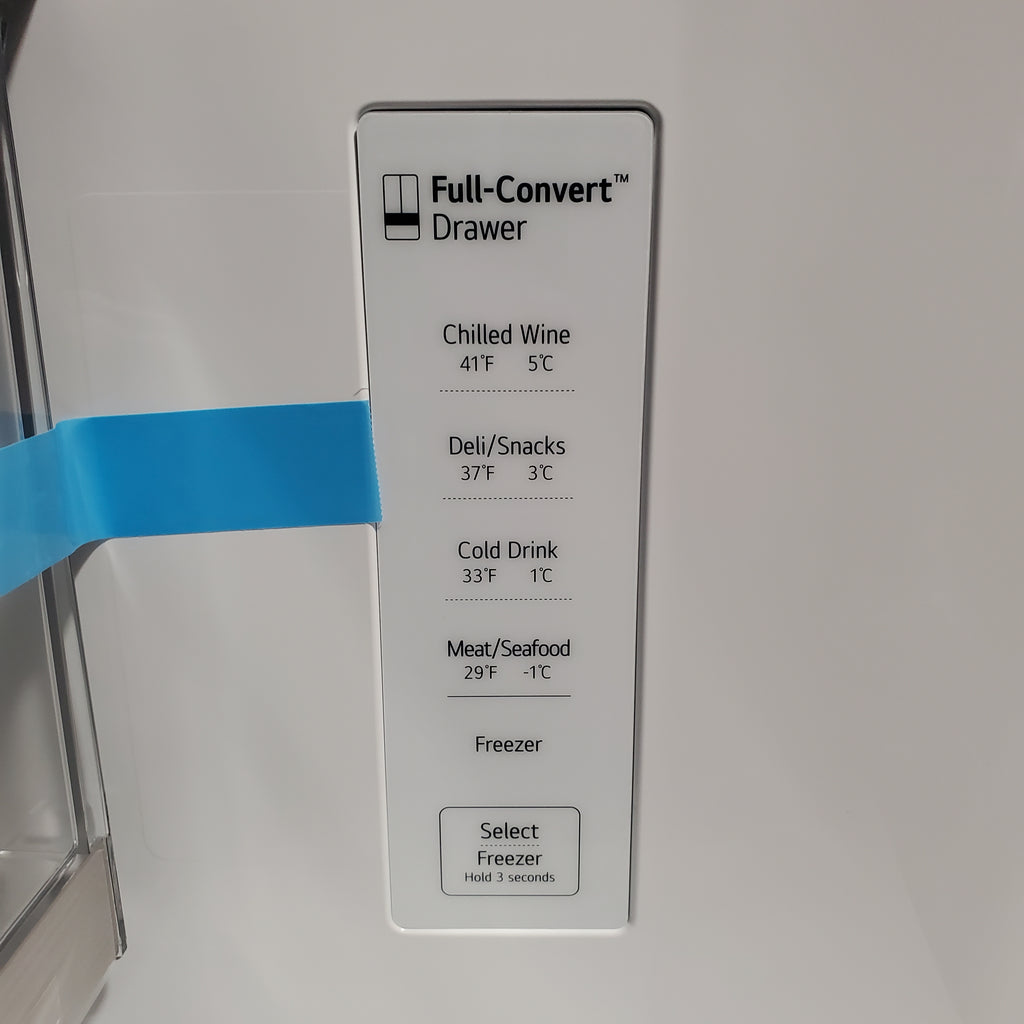 Full-Convert™
Drawer
Chilled Wine
41°F 5°C
Deli/Snacks
37°F 3°C
Cold Drink
33°F 1°C
Meat/Seafood
29°F -1°C
Freezer
Select
Freezer
Hold 3 seconds